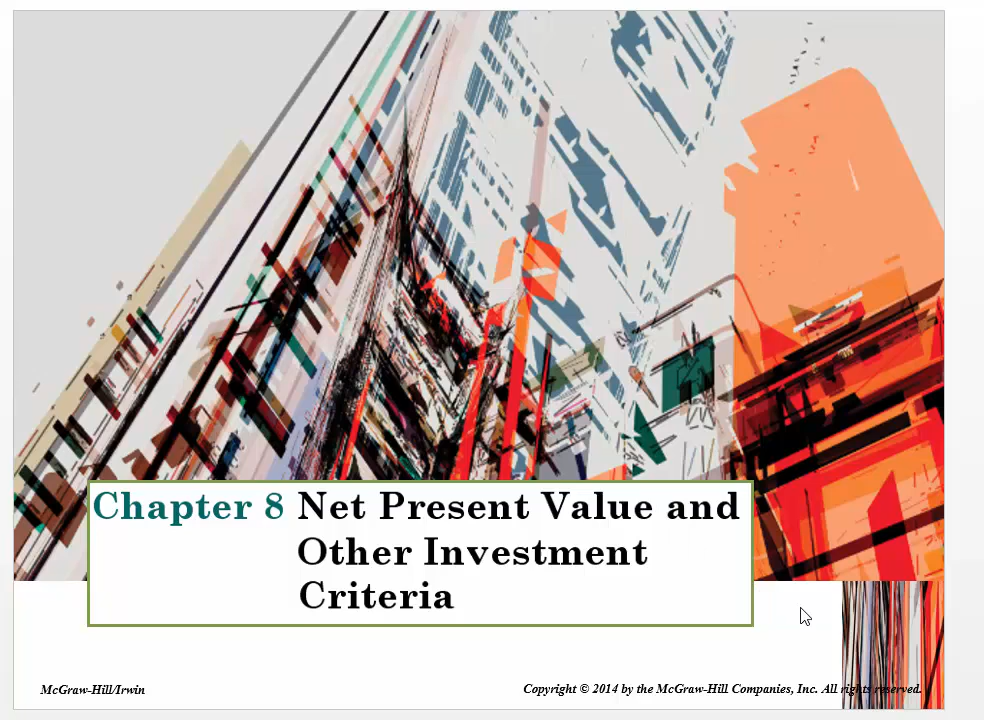 Chapter 8 Net Present Value and
Other Investment
Criteria
McGraw-Hill/Irwin
Copyright © 2014 by the McGraw-Hill Companies, Inc. All rights reserved.